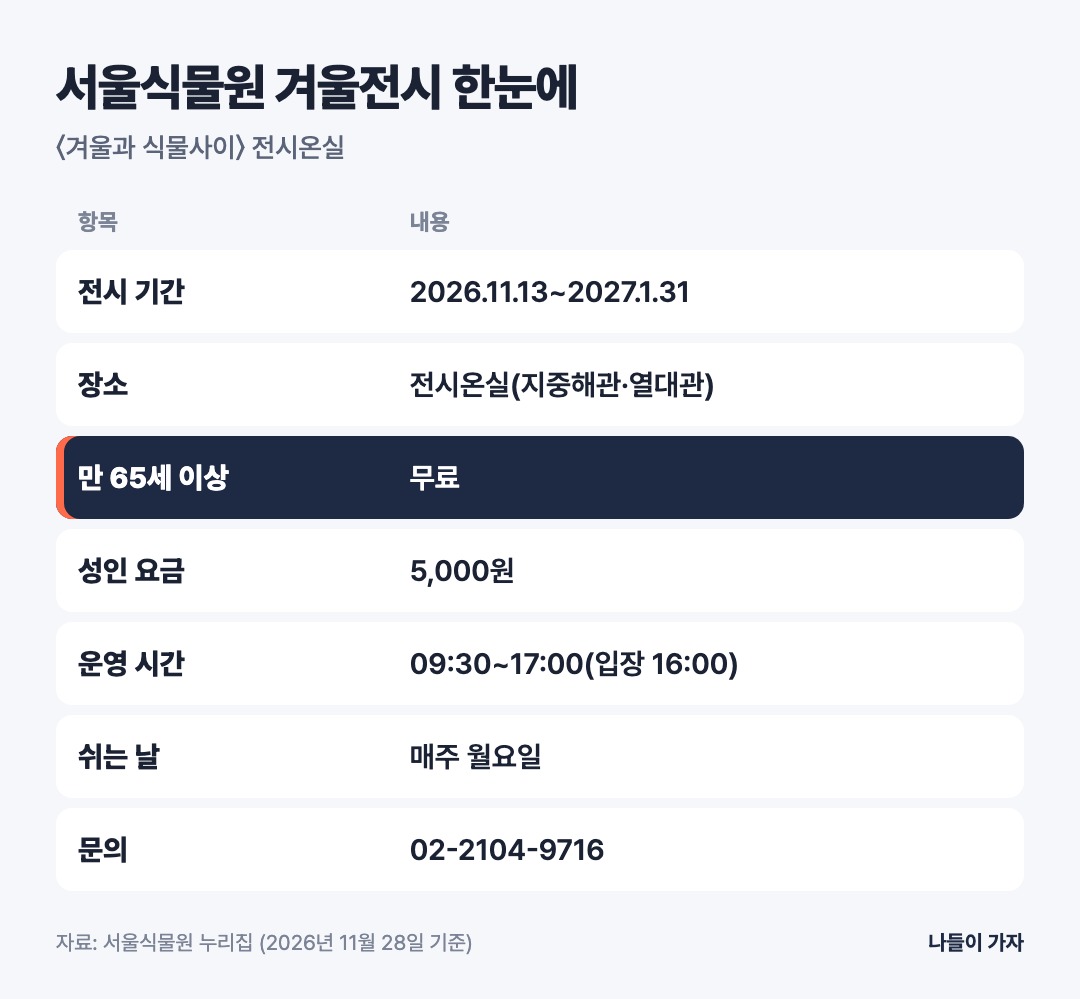 서울식물원 겨울전시 한눈에
〈겨울과 식물사이〉 전시온실
항목 내용
전시 기간 2026.11.13~2027.1.31
장소 전시온실(지중해관·열대관)
만 65세 이상 무료
성인 요금 5,000원
운영 시간 09:30~17:00(입장 16:00)
쉬는 날 매주 월요일
문의 02-2104-9716
자료: 서울식물원 누리집 (2026년 11월 28일 기준) 나들이 가자